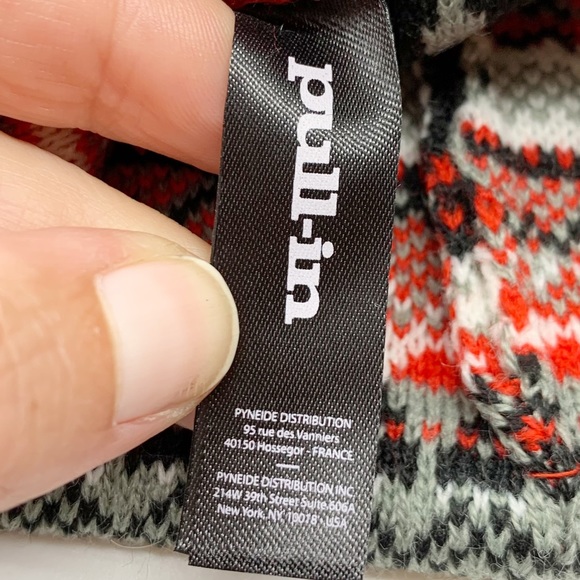 pull-in
PYNEIDE DISTRIBUTION
95 rue des Vanniers
40150 Hossegor - FRANCE
PYNEIDE DISTRIBUTION INC
214W 39th Street Suite 606A
New York, NY 10018 - USA